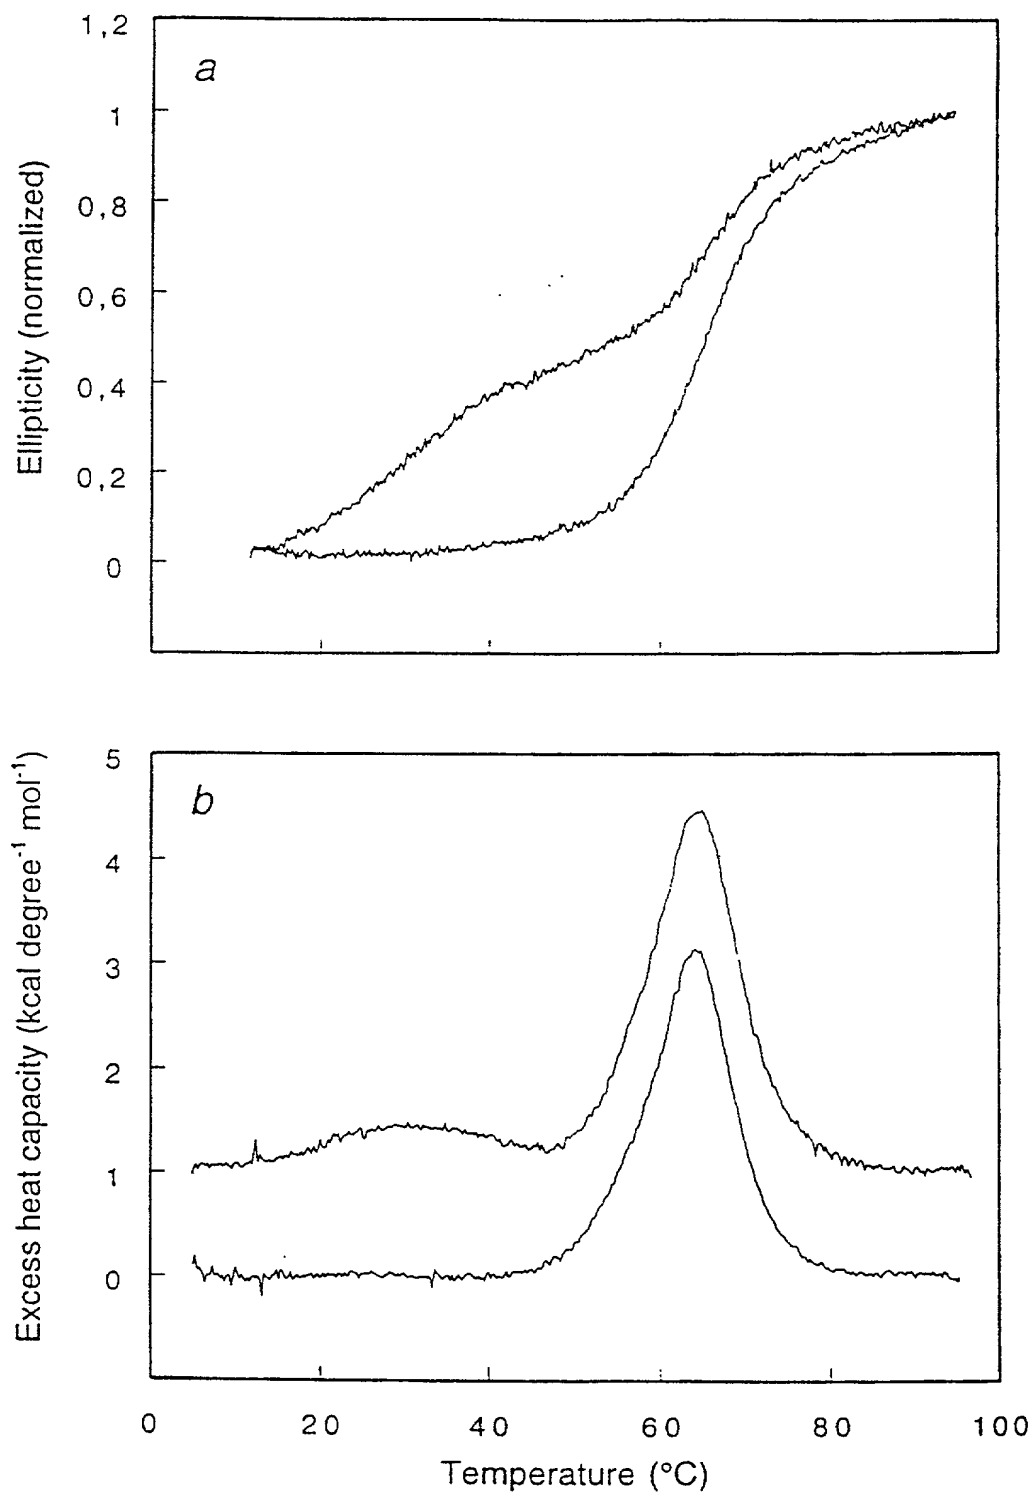 1,2
a
1
0,8
0,6
0,4
0,2
0
Ellipticity (normalized)
5
b
4
3
2
1
0
Excess heat capacity (kcal degree⁻¹ mol⁻¹)
0 20 40 60 80 100
Temperature (°C)